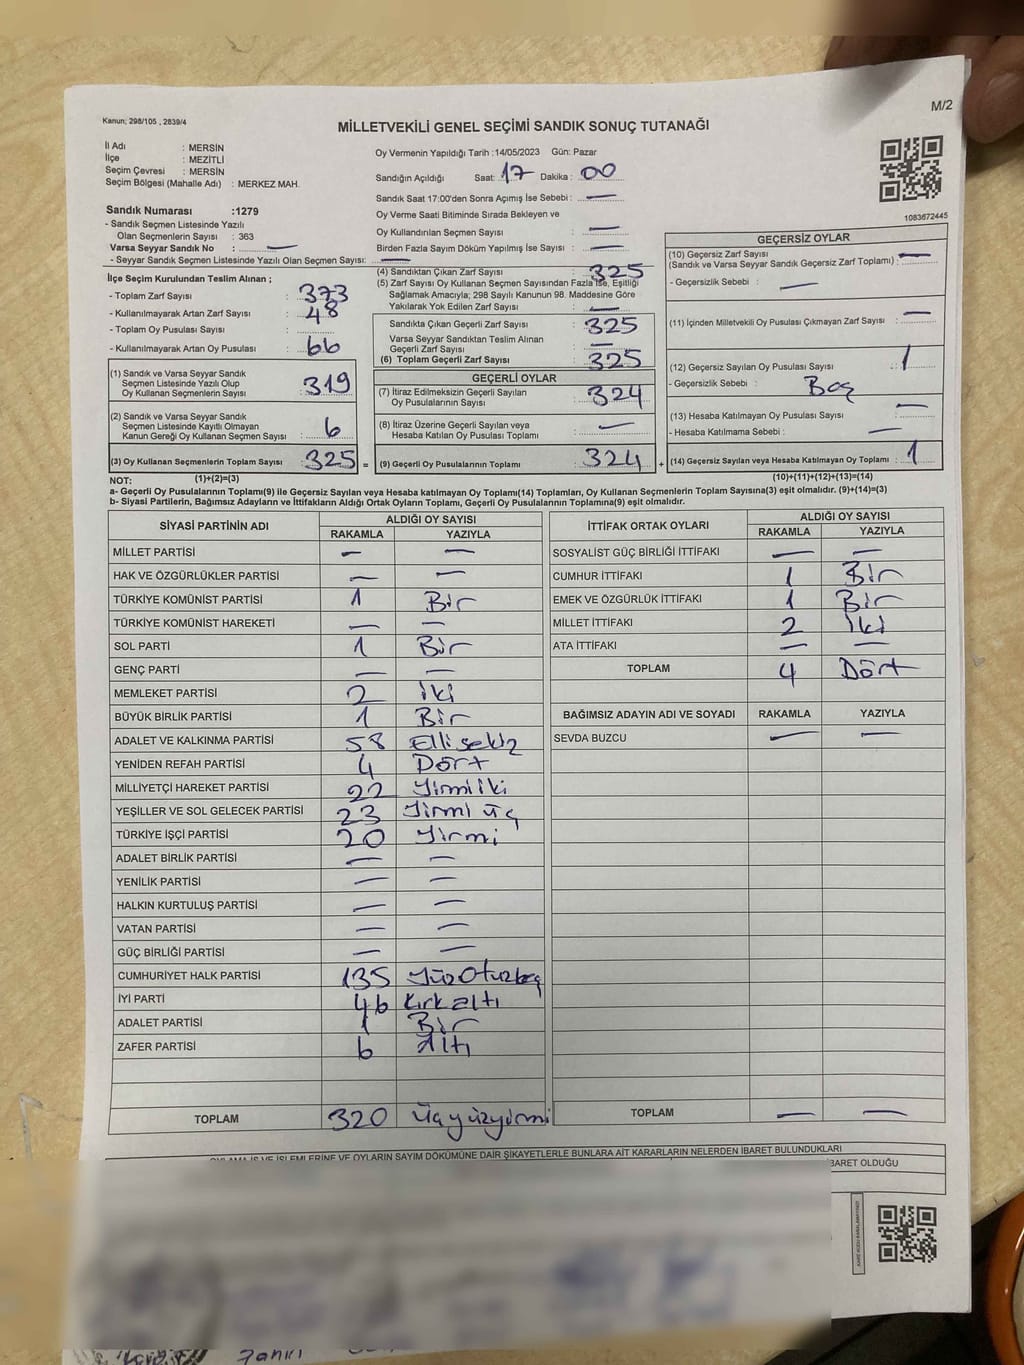 Kanun; 298/105 , 2839/4
M/2
MİLLETVEKİLİ GENEL SEÇİMİ SANDIK SONUÇ TUTANAĞI
İl Adı : MERSİN
İlçe : MEZİTLİ
Seçim Çevresi : MERSİN
Seçim Bölgesi (Mahalle Adı) : MERKEZ MAH.
Sandık Numarası :1279
- Sandık Seçmen Listesinde Yazılı
Olan Seçmenlerin Sayısı : 363
Varsa Seyyar Sandık No : —
- Seyyar Sandık Seçmen Listesinde Yazılı Olan Seçmen Sayısı: —
Oy Vermenin Yapıldığı Tarih :14/05/2023 Gün: Pazar
Sandığın Açıldığı Saat: 17 Dakika : 00
Sandık Saat 17:00'den Sonra Açımış İse Sebebi : —
Oy Verme Saati Bitiminde Sırada Bekleyen ve
Oy Kullandırılan Seçmen Sayısı : —
Birden Fazla Sayım Döküm Yapılmış İse Sayısı : —
1083672445
İlçe Seçim Kurulundan Teslim Alınan ;
- Toplam Zarf Sayısı : 373
- Kullanılmayarak Artan Zarf Sayısı : 48
- Toplam Oy Pusulası Sayısı :
- Kullanılmayarak Artan Oy Pusulası : 66
(1) Sandık ve Varsa Seyyar Sandık
Seçmen Listesinde Yazılı Olup
Oy Kullanan Seçmenlerin Sayısı : 319
(2) Sandık ve Varsa Seyyar Sandık
Seçmen Listesinde Kayıtlı Olmayan
Kanun Gereği Oy Kullanan Seçmen Sayısı : 6
(3) Oy Kullanan Seçmenlerin Toplam Sayısı : 325 =
(4) Sandıktan Çıkan Zarf Sayısı : 325
(5) Zarf Sayısı Oy Kullanan Seçmen Sayısından Fazla İse, Eşitliği
Sağlamak Amacıyla; 298 Sayılı Kanunun 98. Maddesine Göre
Yakılarak Yok Edilen Zarf Sayısı : —
Sandıkta Çıkan Geçerli Zarf Sayısı : 325
Varsa Seyyar Sandıktan Teslim Alınan
Geçerli Zarf Sayısı : —
(6) Toplam Geçerli Zarf Sayısı : 325
GEÇERLİ OYLAR
(7) İtiraz Edilmeksizin Geçerli Sayılan
Oy Pusulalarının Sayısı : 324
(8) İtiraz Üzerine Geçerli Sayılan veya
Hesaba Katılan Oy Pusulası Toplamı : —
(9) Geçerli Oy Pusulalarının Toplamı : 324 +
GEÇERSİZ OYLAR
(10) Geçersiz Zarf Sayısı
(Sandık ve Varsa Seyyar Sandık Geçersiz Zarf Toplamı) : —
- Geçersizlik Sebebi : —
(11) İçinden Milletvekili Oy Pusulası Çıkmayan Zarf Sayısı : —
(12) Geçersiz Sayılan Oy Pusulası Sayısı : 1
- Geçersizlik Sebebi : Boş
(13) Hesaba Katılmayan Oy Pusulası Sayısı : —
- Hesaba Katılmama Sebebi : —
(14) Geçersiz Sayılan veya Hesaba Katılmayan Oy Toplamı : 1
NOT: (1)+(2)=(3) (10)+(11)+(12)+(13)=(14)
a- Geçerli Oy Pusulalarının Toplamı(9) ile Geçersiz Sayılan veya Hesaba katılmayan Oy Toplamı(14) Toplamları, Oy Kullanan Seçmenlerin Toplam Sayısına(3) eşit olmalıdır. (9)+(14)=(3)
b- Siyasi Partilerin, Bağımsız Adayların ve İttifakların Aldığı Ortak Oyların Toplamı, Geçerli Oy Pusulalarının Toplamına(9) eşit olmalıdır.
SİYASİ PARTİNİN ADI ALDIĞI OY SAYISI
RAKAMLA YAZIYLA
MİLLET PARTİSİ — —
HAK VE ÖZGÜRLÜKLER PARTİSİ — —
TÜRKİYE KOMÜNİST PARTİSİ 1 Bir
TÜRKİYE KOMÜNİST HAREKETİ — —
SOL PARTİ 1 Bir
GENÇ PARTİ — —
MEMLEKET PARTİSİ 2 iki
BÜYÜK BİRLİK PARTİSİ 1 Bir
ADALET VE KALKINMA PARTİSİ 58 Ellisekiz
YENİDEN REFAH PARTİSİ 4 Dört
MİLLİYETÇİ HAREKET PARTİSİ 22 Yirmiiki
YEŞİLLER VE SOL GELECEK PARTİSİ 23 Yirmi üç
TÜRKİYE İŞÇİ PARTİSİ 20 Yirmi
ADALET BİRLİK PARTİSİ — —
YENİLİK PARTİSİ — —
HALKIN KURTULUŞ PARTİSİ — —
VATAN PARTİSİ — —
GÜÇ BİRLİĞİ PARTİSİ — —
CUMHURİYET HALK PARTİSİ 135 YüzOtuzbeş
İYİ PARTİ 46 Kırkaltı
ADALET PARTİSİ 1 Bir
ZAFER PARTİSİ 6 Altı
TOPLAM 320 Üçyüzyirmi
İTTİFAK ORTAK OYLARI ALDIĞI OY SAYISI
RAKAMLA YAZIYLA
SOSYALİST GÜÇ BİRLİĞİ İTTİFAKI — —
CUMHUR İTTİFAKI 1 Bir
EMEK VE ÖZGÜRLÜK İTTİFAKI 1 Bir
MİLLET İTTİFAKI 2 İki
ATA İTTİFAKI — —
TOPLAM 4 Dört
BAĞIMSIZ ADAYIN ADI VE SOYADI RAKAMLA YAZIYLA
SEVDA BUZCU — —
TOPLAM — —
OYLAMA İŞ VE İŞLEMLERİNE VE OYLARIN SAYIM DÖKÜMÜNE DAİR ŞİKAYETLERLE BUNLARA AİT KARARLARIN NELERDEN İBARET BULUNDUKLARI
İBARET OLDUĞU